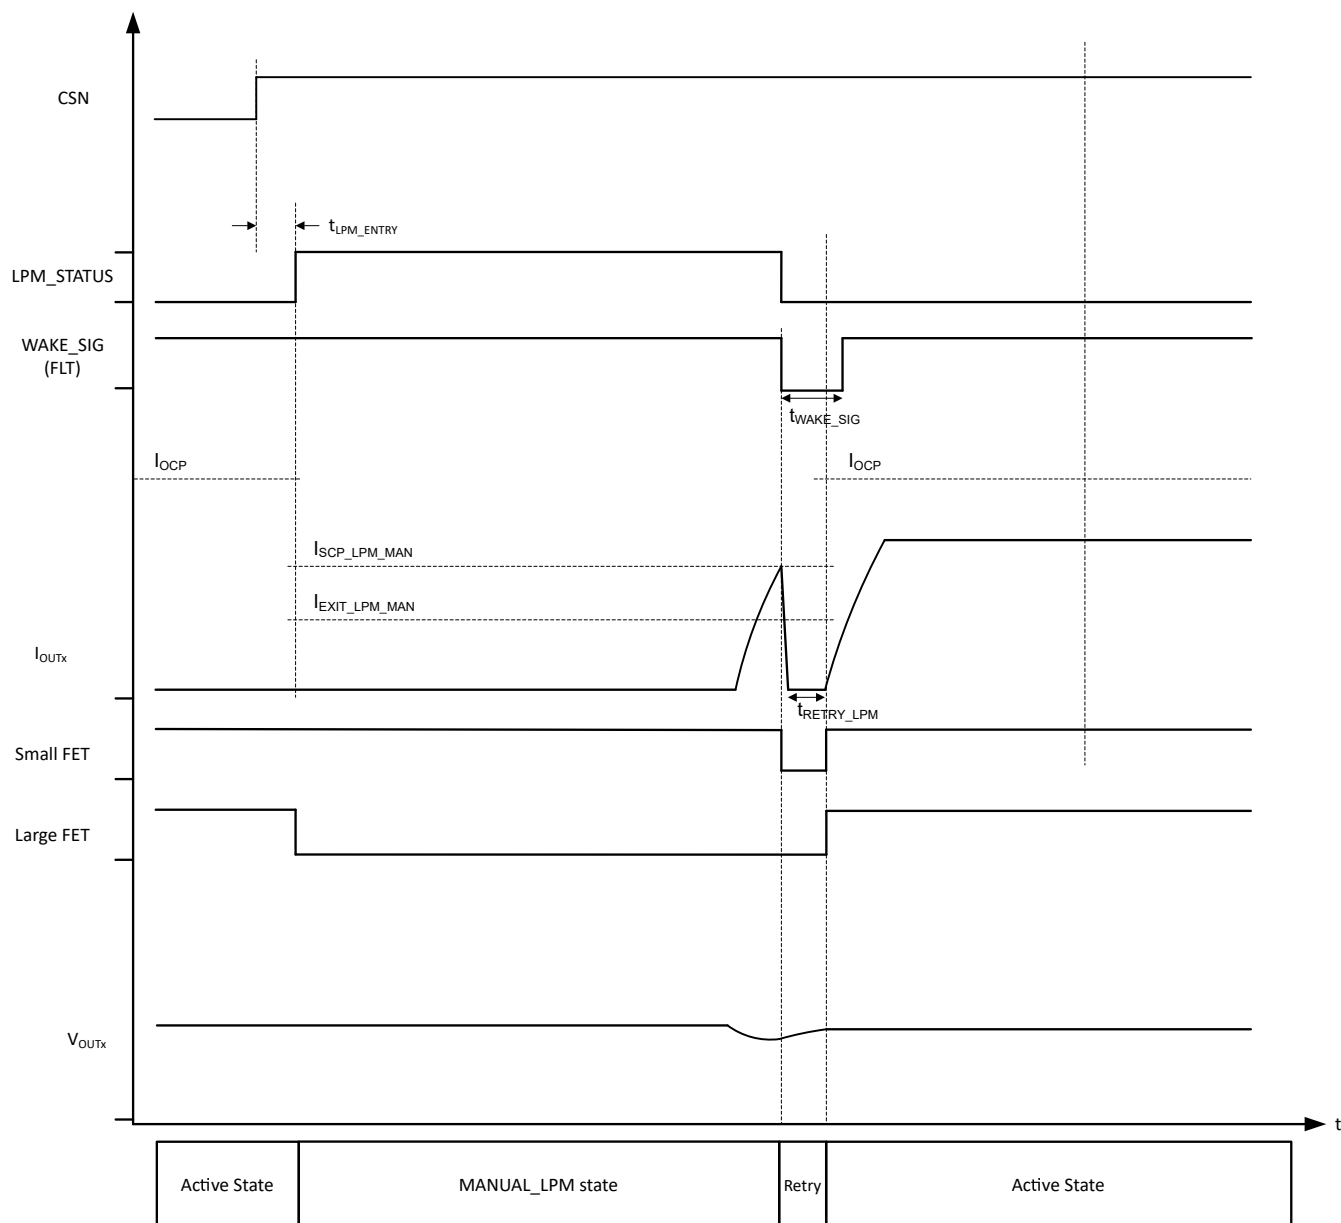 CSN
tLPM_ENTRY
LPM_STATUS
WAKE_SIG
(FLT)
tWAKE_SIG
IOCP
IOCP
ISCP_LPM_MAN
IEXIT_LPM_MAN
IOUTx
tRETRY_LPM
Small FET
Large FET
VOUTx
t
Active State
MANUAL_LPM state
Retry
Active State